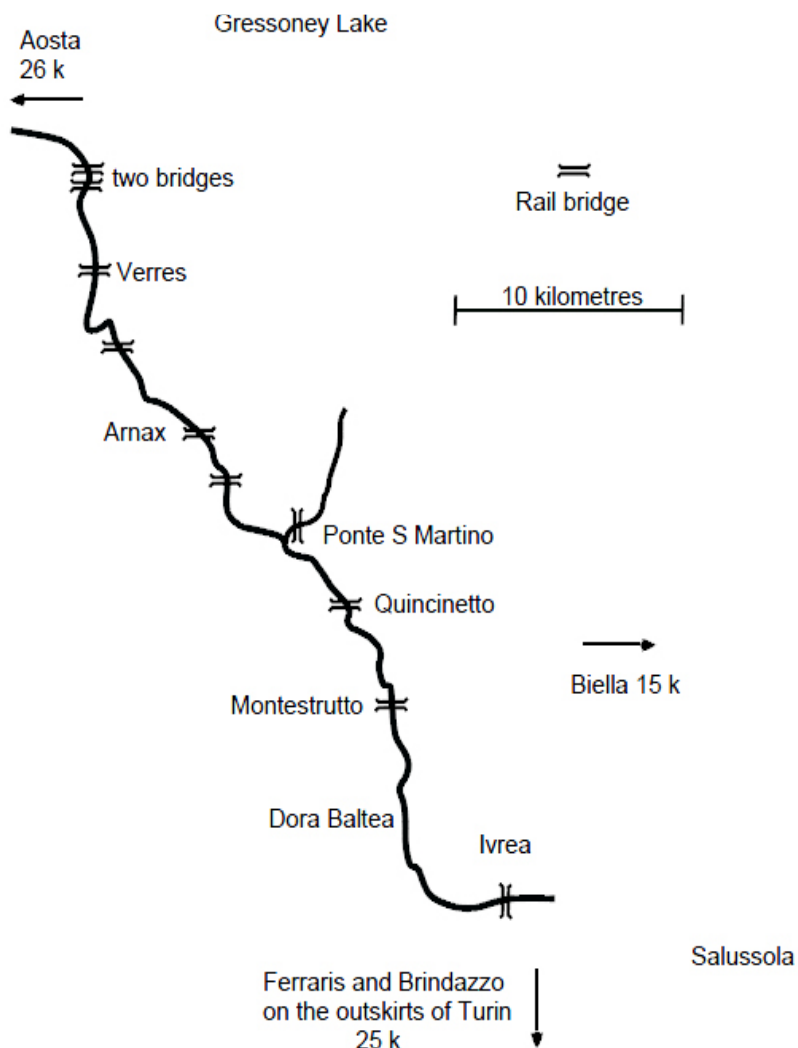 Gressoney Lake
Aosta
26 k
two bridges
Rail bridge
Verres
10 kilometres
Arnax
Ponte S Martino
Quincinetto
Biella 15 k
Montestrutto
Dora Baltea
Ivrea
Salussola
Ferraris and Brindazzo
on the outskirts of Turin
25 k